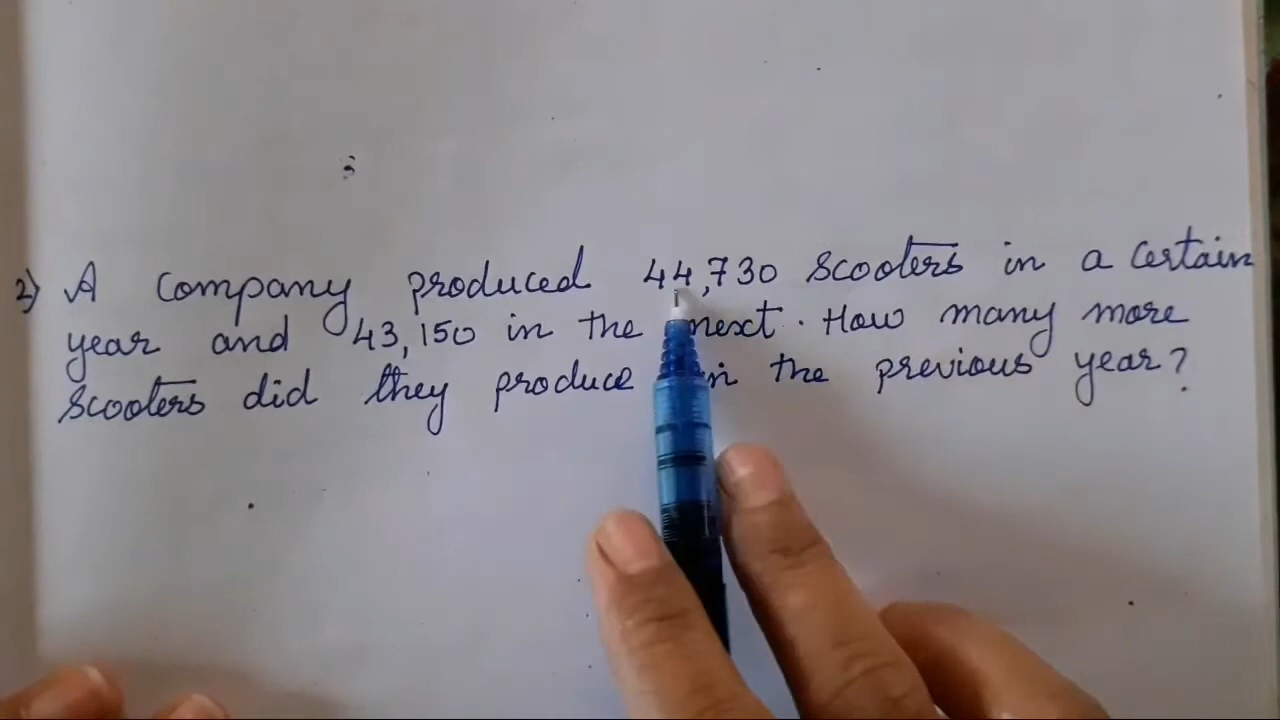 2) A Company produced 44,730 scooters in a certain
year and 43,150 in the next. How many more
scooters did they produce in the previous year?